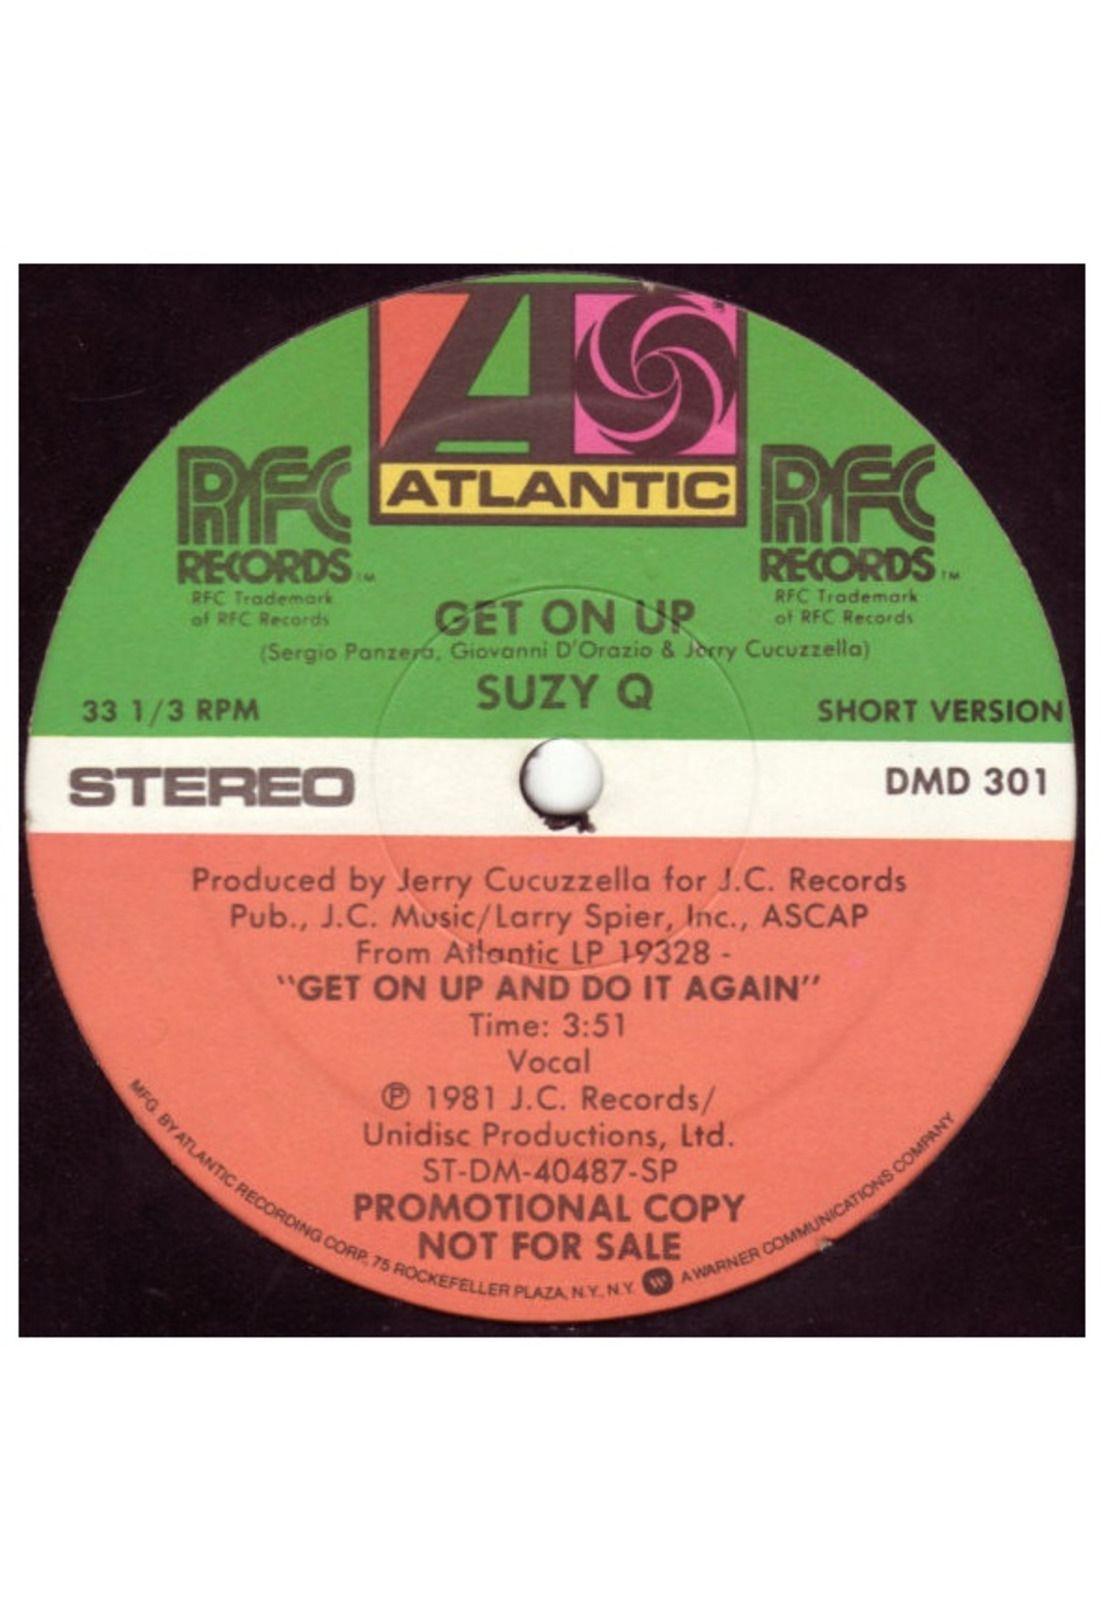 ATLANTIC
RFC
RECORDS™
RFC Trademark
of RFC Records
RFC
RECORDS™
RFC Trademark
of RFC Records
GET ON UP
(Sergio Panzera, Giovanni D'Orazio & Jerry Cucuzzella)
SUZY Q
33 1/3 RPM
SHORT VERSION
STEREO
DMD 301
Produced by Jerry Cucuzzella for J.C. Records
Pub., J.C. Music/Larry Spier, Inc., ASCAP
From Atlantic LP 19328 -
"GET ON UP AND DO IT AGAIN"
Time: 3:51
Vocal
℗ 1981 J.C. Records/
Unidisc Productions, Ltd.
ST-DM-40487-SP
PROMOTIONAL COPY
NOT FOR SALE
MFG. BY ATLANTIC RECORDING CORP., 75 ROCKEFELLER PLAZA, N.Y., N.Y. A WARNER COMMUNICATIONS COMPANY